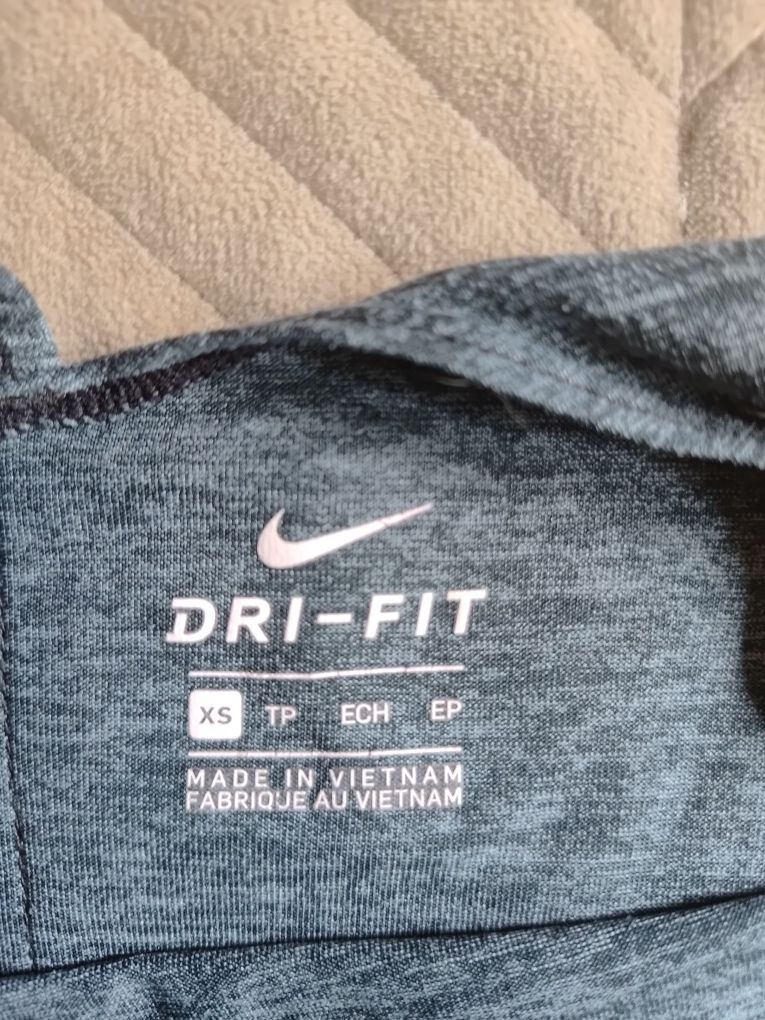 DRI-FIT
XS TP ECH EP
MADE IN VIETNAM
FABRIQUE AU VIETNAM